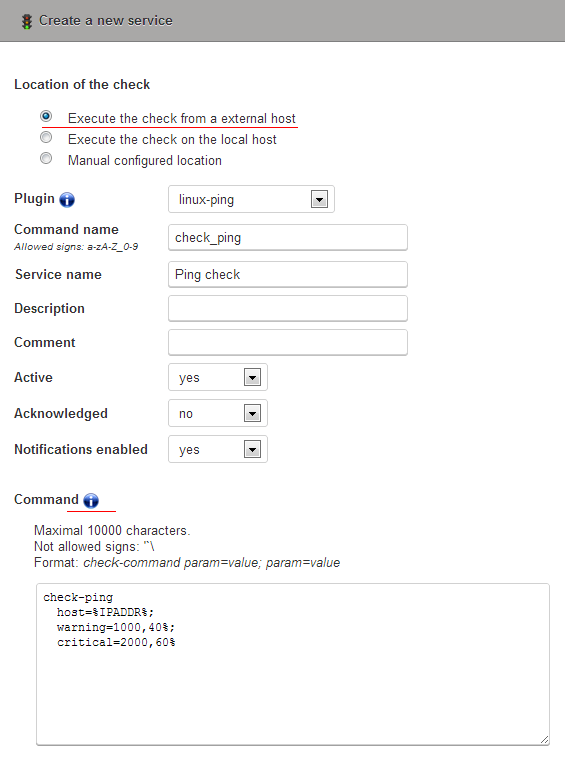 Create a new service
Location of the check
Execute the check from a external host
Execute the check on the local host
Manual configured location
Plugin i linux-ping
Command name
Allowed signs: a-zA-Z_0-9
check_ping
Service name Ping check
Description
Comment
Active yes
Acknowledged no
Notifications enabled yes
Command i
Maximal 10000 characters.
Not allowed signs: "`\
Format: check-command param=value; param=value
check-ping
host=%IPADDR%;
warning=1000,40%;
critical=2000,60%